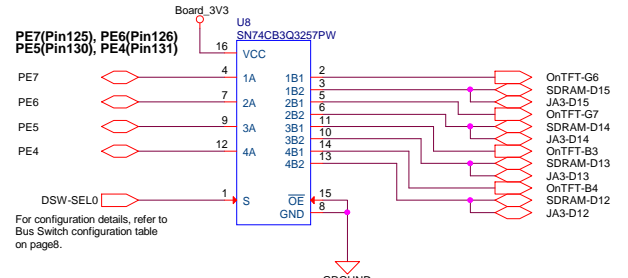 Board_3V3
U8
SN74CB3Q3257PW
PE7(Pin125), PE6(Pin126)
PE5(Pin130), PE4(Pin131)
16 VCC
PE7 4 1A 1B1 2 OnTFT-G6
1B2 3 SDRAM-D15
PE6 7 2A 2B1 5 JA3-D15
2B2 6 OnTFT-G7
PE5 9 3A 3B1 11 SDRAM-D14
3B2 10 JA3-D14
PE4 12 4A 4B1 14 OnTFT-B3
4B2 13 SDRAM-D13
JA3-D13
OnTFT-B4
DSW-SEL0 1 S OE 15 SDRAM-D12
GND 8 JA3-D12
For configuration details, refer to
Bus Switch configuration table
on page8.
GROUND